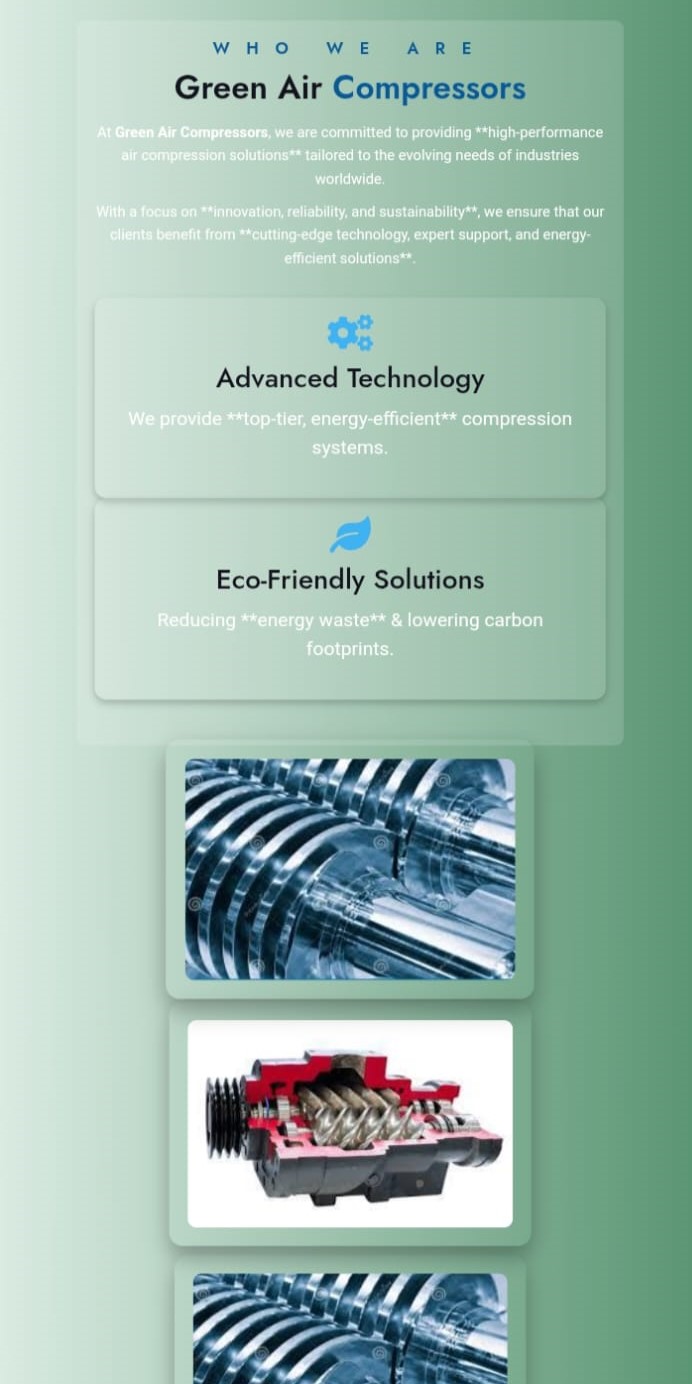 WHO WE ARE
Green Air Compressors
At Green Air Compressors, we are committed to providing **high-performance
air compression solutions** tailored to the evolving needs of industries
worldwide.
With a focus on **innovation, reliability, and sustainability**, we ensure that our
clients benefit from **cutting-edge technology, expert support, and energy-
efficient solutions**.
Advanced Technology
We provide **top-tier, energy-efficient** compression
systems.
Eco-Friendly Solutions
Reducing **energy waste** & lowering carbon
footprints.